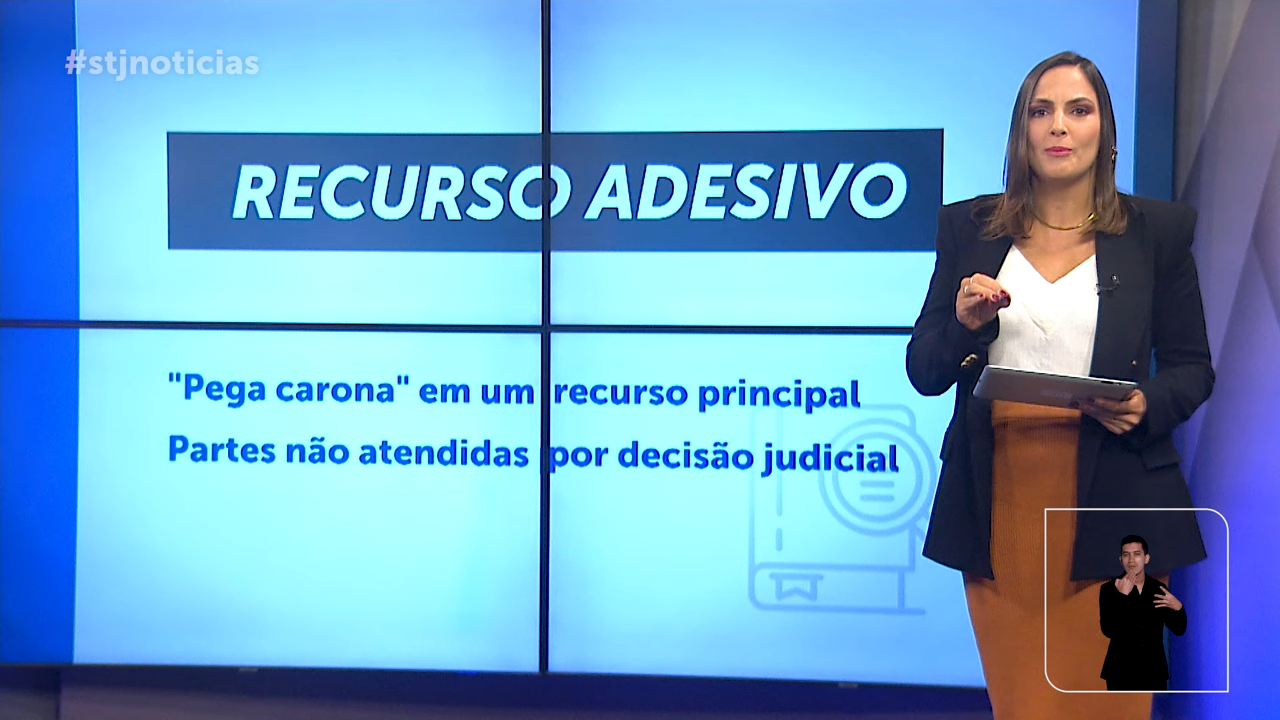 #stjnoticias
RECURSO ADESIVO
"Pega carona" em um recurso principal
Partes não atendidas por decisão judicial